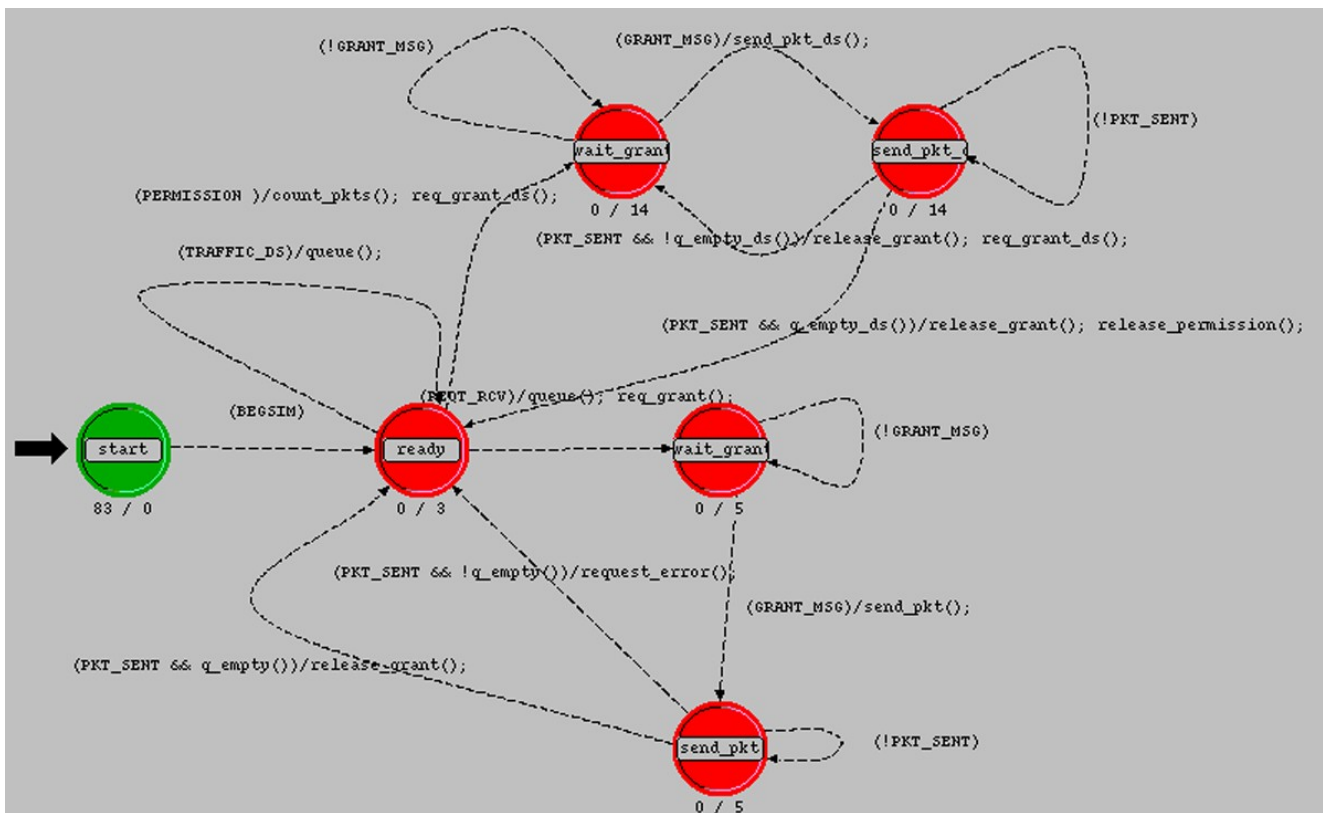 (!GRANT_MSG)
(GRANT_MSG)/send_pkt_ds();
(!PKT_SENT)
wait_grant
send_pkt_d
0 / 14
0 / 14
(PERMISSION )/count_pkts(); req_grant_ds();
(PKT_SENT && !q_empty_ds())/release_grant(); req_grant_ds();
(TRAFFIC_DS)/queue();
(PKT_SENT && q_empty_ds())/release_grant(); release_permission();
(REQT_RCV)/queue(); req_grant();
(BEGSIM)
(!GRANT_MSG)
start
ready
wait_grant
83 / 0
0 / 3
0 / 5
(PKT_SENT && !q_empty())/request_error();
(GRANT_MSG)/send_pkt();
(PKT_SENT && q_empty())/release_grant();
send_pkt
(!PKT_SENT)
0 / 5